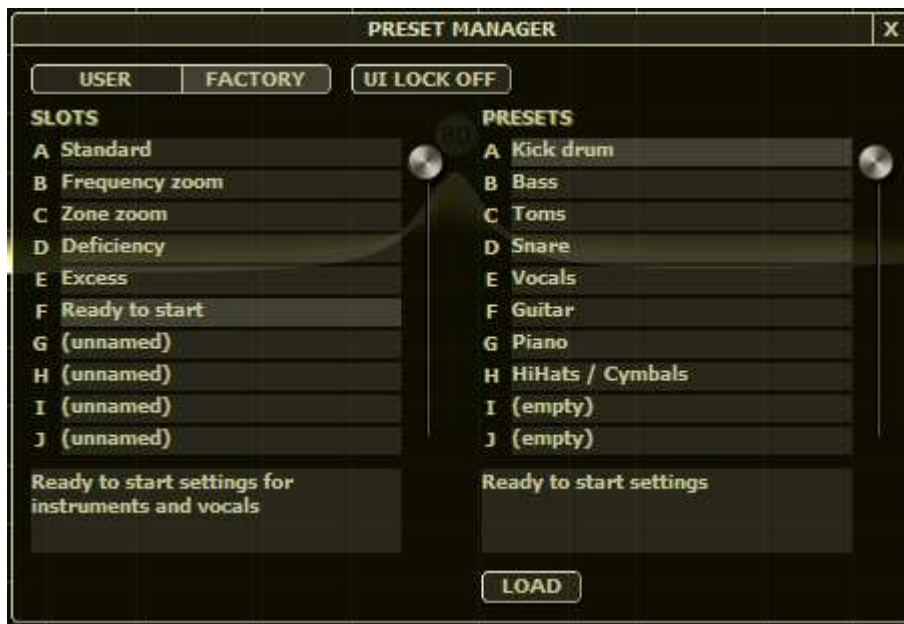 PRESET MANAGER
X
USER
FACTORY
UI LOCK OFF
SLOTS
A Standard
B Frequency zoom
C Zone zoom
D Deficiency
E Excess
F Ready to start
G (unnamed)
H (unnamed)
I (unnamed)
J (unnamed)
Ready to start settings for
instruments and vocals
PRESETS
A Kick drum
B Bass
C Toms
D Snare
E Vocals
F Guitar
G Piano
H HiHats / Cymbals
I (empty)
J (empty)
Ready to start settings
LOAD